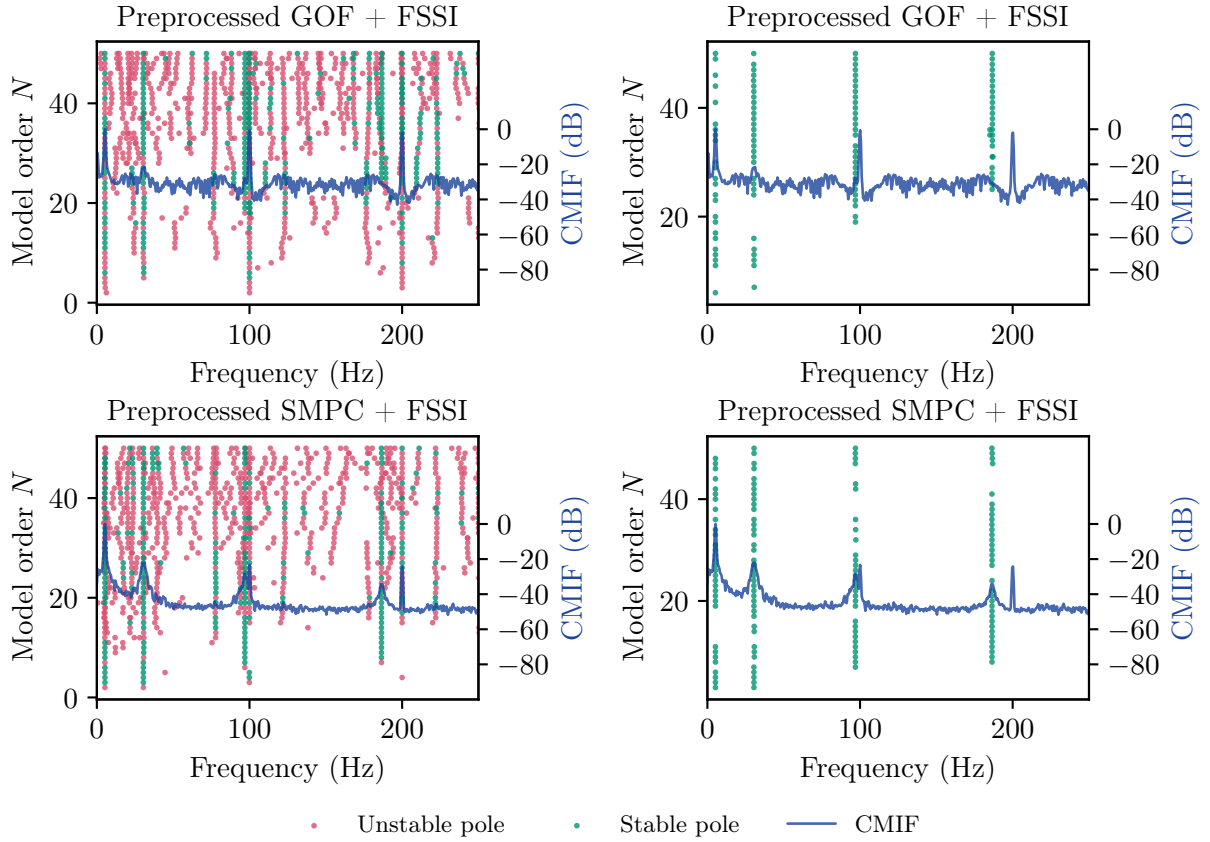 Preprocessed GOF + FSSI
Preprocessed GOF + FSSI
Model order N
40
20
0
0
−20
−40
−60
−80
CMIF (dB)
0
100
200
Frequency (Hz)
Model order N
40
30
20
0
−20
−40
−60
−80
CMIF (dB)
0
100
200
Frequency (Hz)
Preprocessed SMPC + FSSI
Preprocessed SMPC + FSSI
Model order N
40
20
0
0
−20
−40
−60
−80
CMIF (dB)
0
100
200
Frequency (Hz)
Model order N
40
20
0
−20
−40
−60
−80
CMIF (dB)
0
100
200
Frequency (Hz)
Unstable pole
Stable pole
CMIF